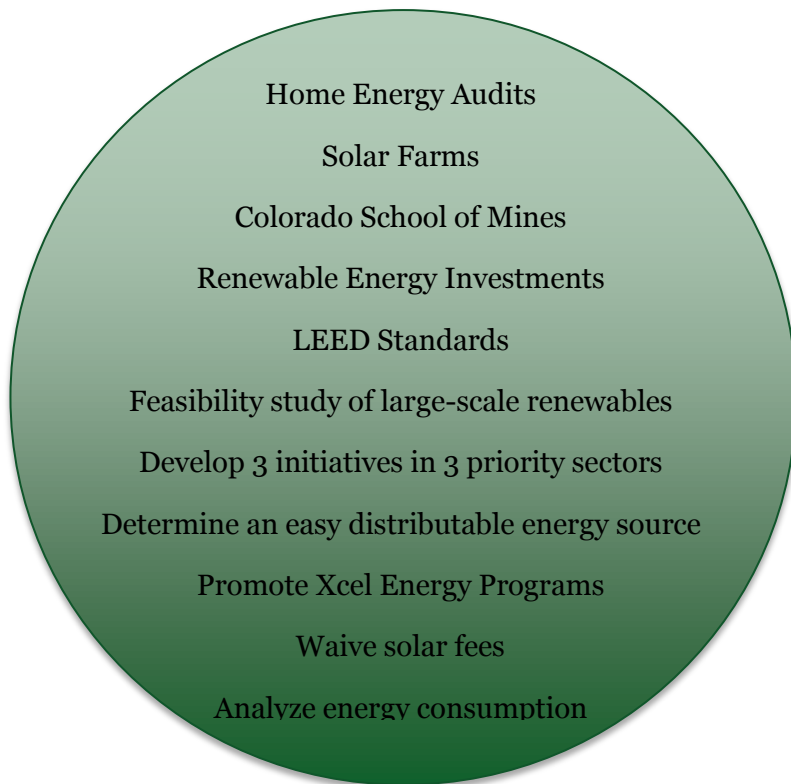 Home Energy Audits
Solar Farms
Colorado School of Mines
Renewable Energy Investments
LEED Standards
Feasibility study of large-scale renewables
Develop 3 initiatives in 3 priority sectors
Determine an easy distributable energy source
Promote Xcel Energy Programs
Waive solar fees
Analyze energy consumption